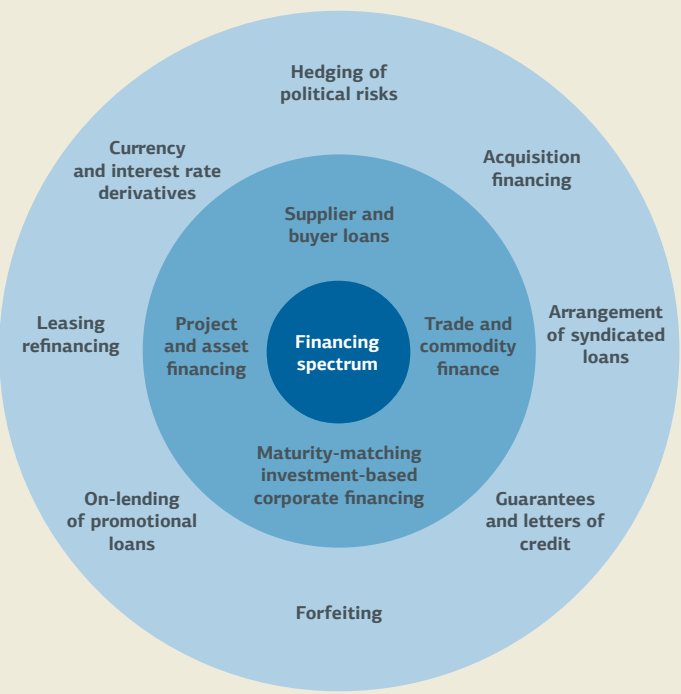 Hedging of
political risks
Currency
and interest rate
derivatives
Acquisition
financing
Supplier and
buyer loans
Leasing
refinancing
Project
and asset
financing
Financing
spectrum
Trade and
commodity
finance
Arrangement
of syndicated
loans
Maturity-matching
investment-based
corporate financing
On-lending
of promotional
loans
Guarantees
and letters of
credit
Forfeiting